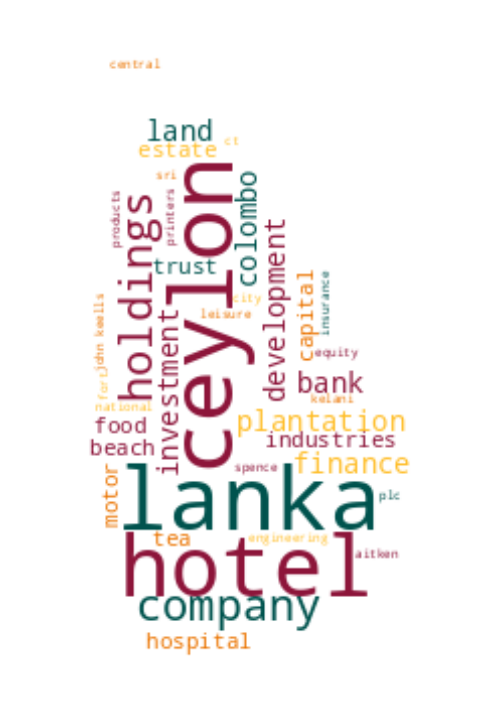 central
land
ct
estate
sri
ceylon
colombo
products
holdings
printers
trust
development
capital
insurance
city
leisure
john keells
investment
equity
fort
bank
kelani
national
food
plantation
beach
industries
motor
lanka
spence
finance
plc
tea
engineering
hotel
aitken
company
hospital